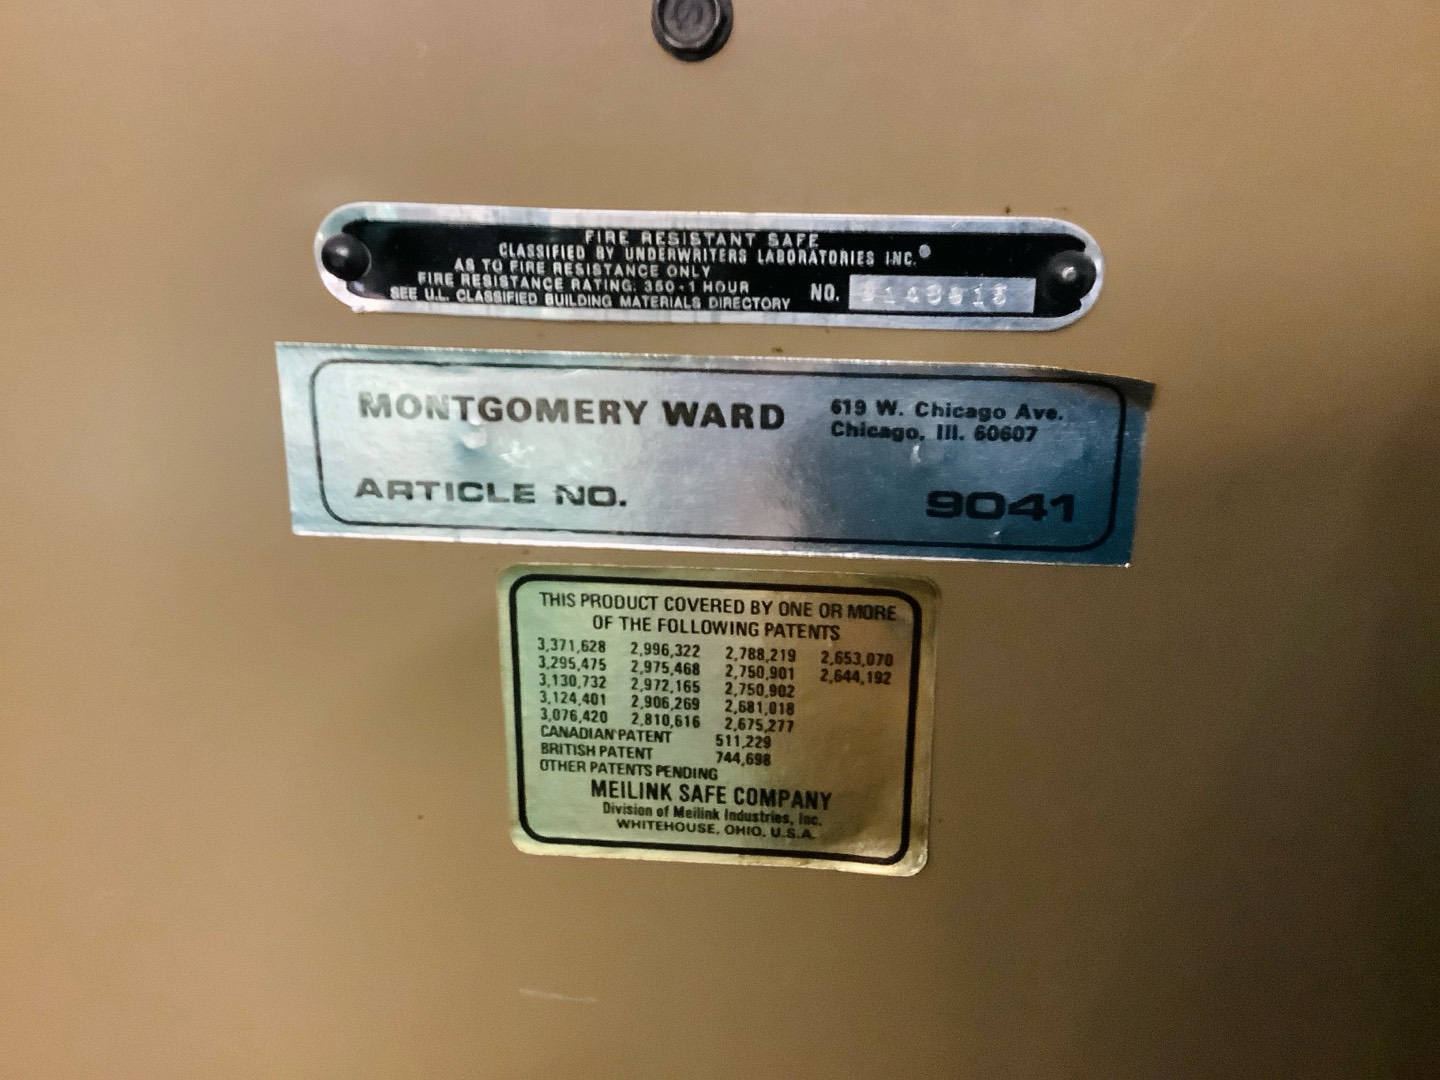 FIRE RESISTANT SAFE
CLASSIFIED BY UNDERWRITERS LABORATORIES INC.®
AS TO FIRE RESISTANCE ONLY
FIRE RESISTANCE RATING. 350-1 HOUR
SEE U.L. CLASSIFIED BUILDING MATERIALS DIRECTORY NO.
MONTGOMERY WARD 619 W. Chicago Ave.
Chicago, Ill. 60607
ARTICLE NO. 9041
THIS PRODUCT COVERED BY ONE OR MORE
OF THE FOLLOWING PATENTS
3,371,628 2,996,322 2,788,219 2,653,070
3,295,475 2,975,468 2,750,901 2,644,192
3,130,732 2,972,165 2,750,902
3,124,401 2,906,269 2,681,018
3,076,420 2,810,616 2,675,277
CANADIAN PATENT 511,229
BRITISH PATENT 744,698
OTHER PATENTS PENDING
MEILINK SAFE COMPANY
Division of Meilink Industries, Inc.
WHITEHOUSE, OHIO, U.S.A.